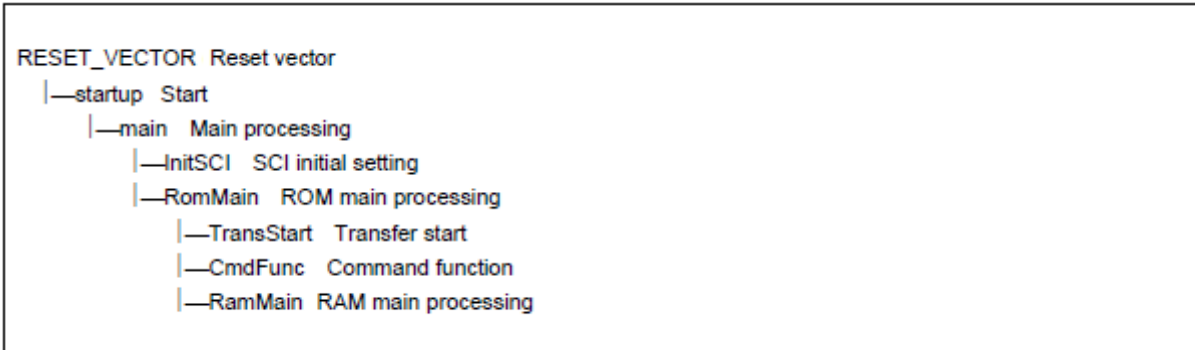 RESET_VECTOR Reset vector
startup Start
main Main processing
InitSCI SCI initial setting
RomMain ROM main processing
TransStart Transfer start
CmdFunc Command function
RamMain RAM main processing